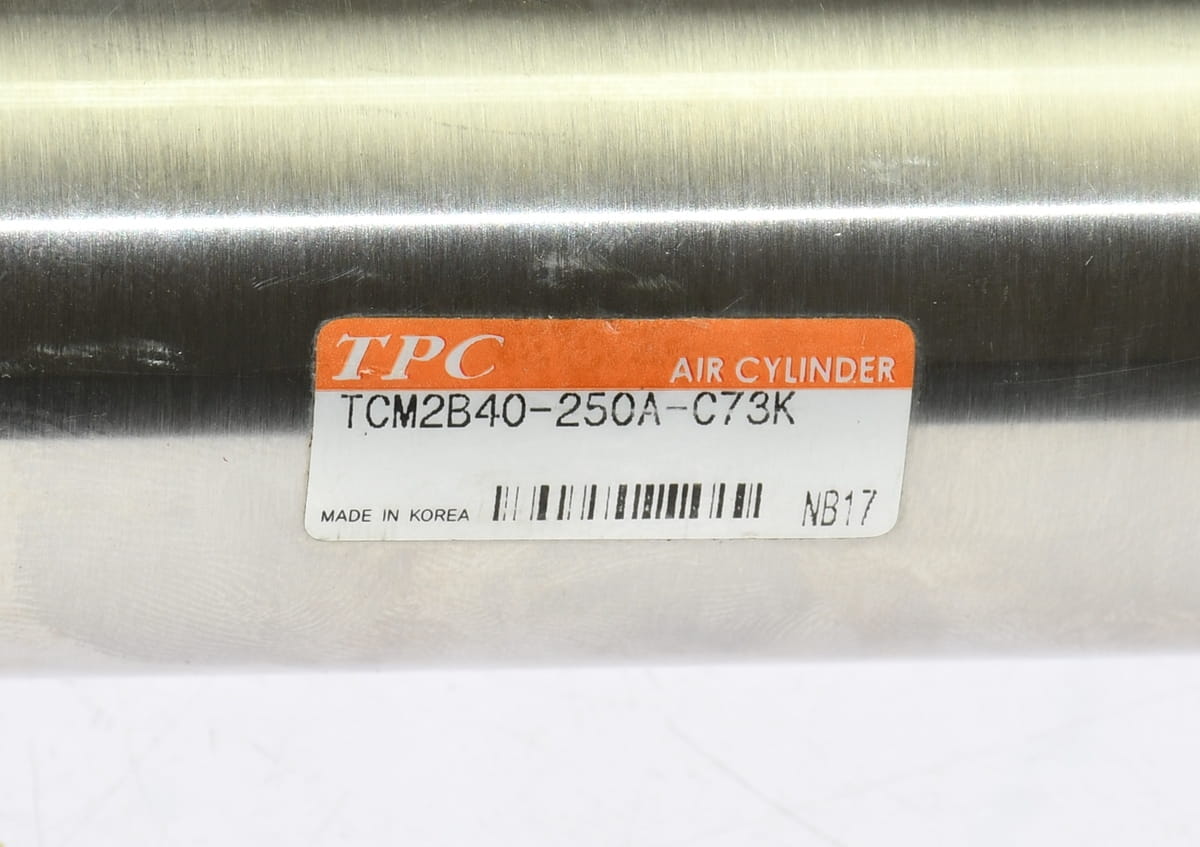 TPC AIR CYLINDER
TCM2B40-250A-C73K
MADE IN KOREA NB17